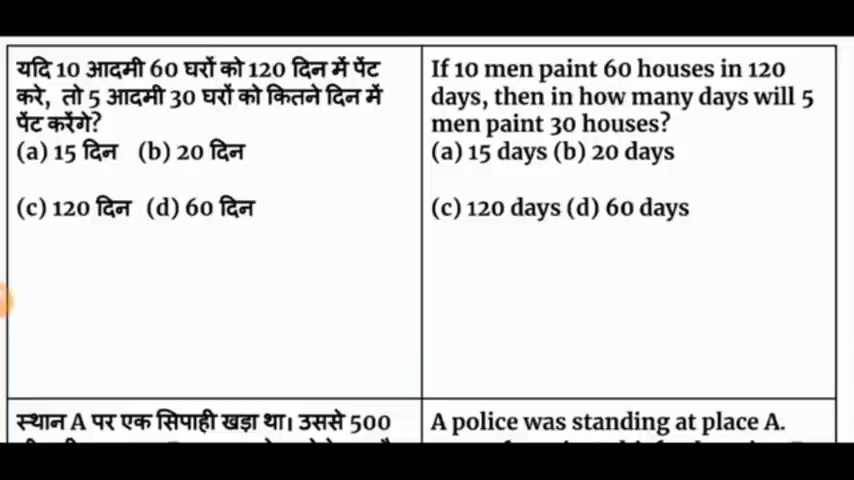 यदि 10 आदमी 60 घरों को 120 दिन में पेंट
करे, तो 5 आदमी 30 घरों को कितने दिन में
पेंट करेंगे?
(a) 15 दिन (b) 20 दिन
(c) 120 दिन (d) 60 दिन
If 10 men paint 60 houses in 120
days, then in how many days will 5
men paint 30 houses?
(a) 15 days (b) 20 days
(c) 120 days (d) 60 days
स्थान A पर एक सिपाही खड़ा था। उससे 500
A police was standing at place A.